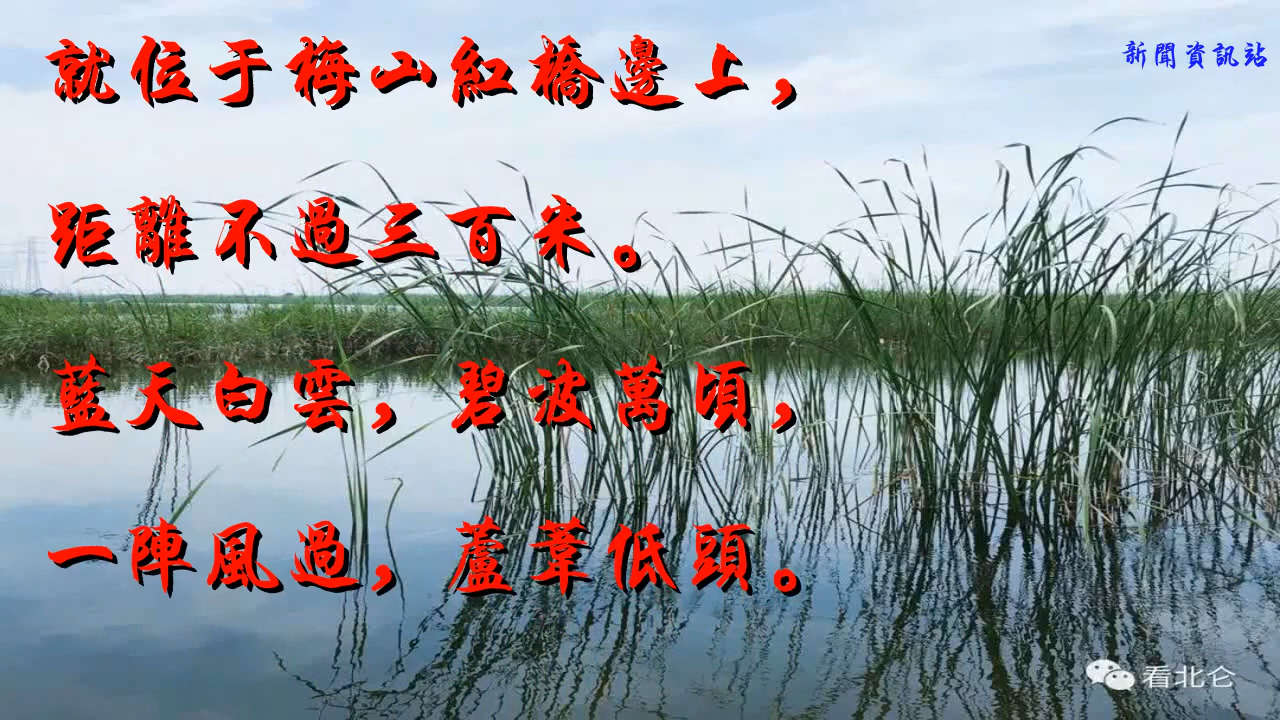 就位于梅山紅橋邊上，
新聞資訊站
距離不過三百米。
藍天白雲，碧波萬頃，
一陣風過，蘆葦低頭。
看北仑